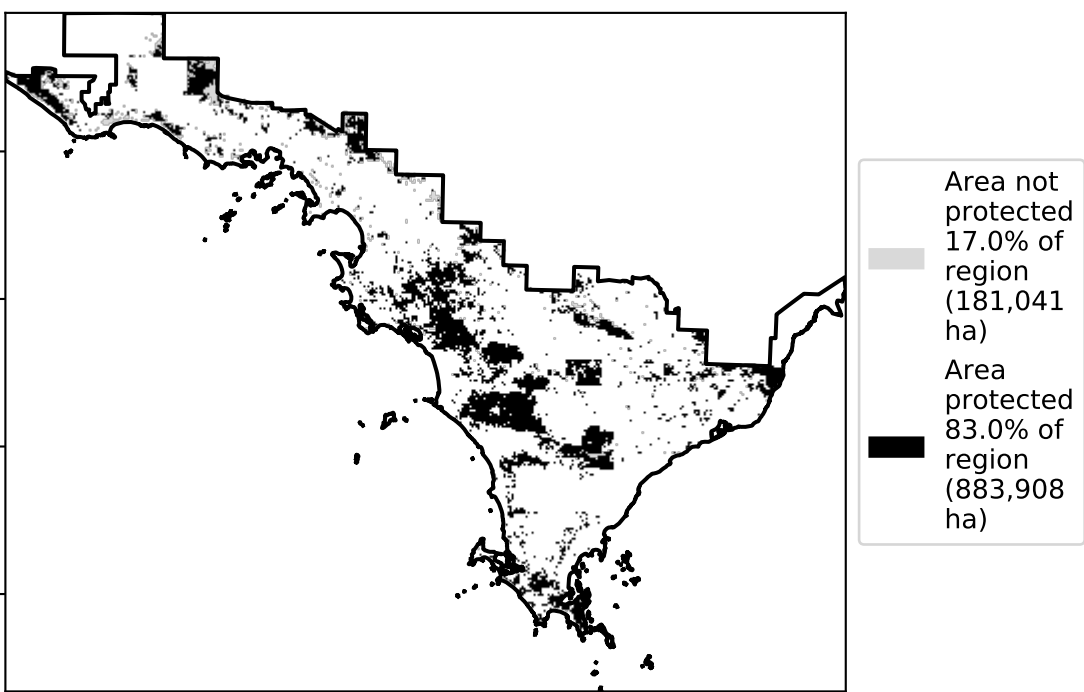 Area not
protected
17.0% of
region
(181,041
ha)
Area
protected
83.0% of
region
(883,908
ha)